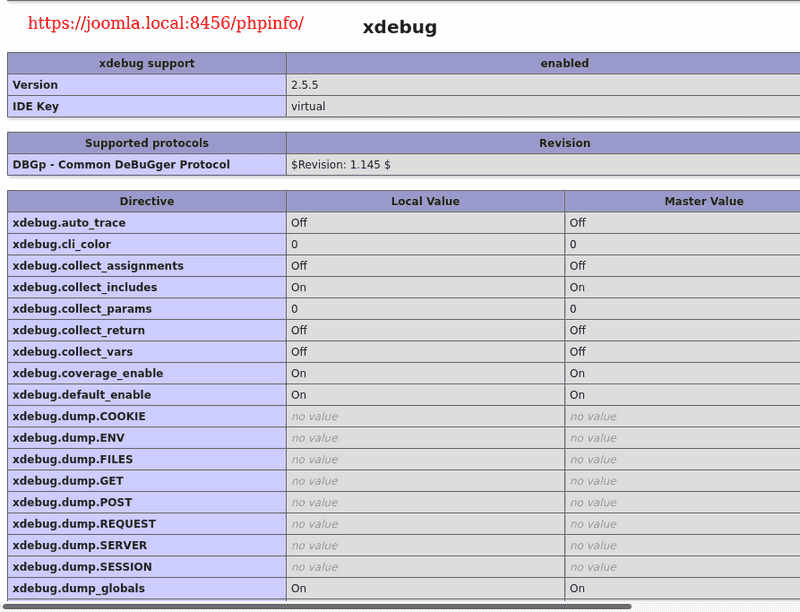 https://joomla.local:8456/phpinfo/
xdebug
xdebug support enabled
Version 2.5.5
IDE Key virtual
Supported protocols Revision
DBGp - Common DeBuGger Protocol $Revision: 1.145 $
Directive Local Value Master Value
xdebug.auto_trace Off Off
xdebug.cli_color 0 0
xdebug.collect_assignments Off Off
xdebug.collect_includes On On
xdebug.collect_params 0 0
xdebug.collect_return Off Off
xdebug.collect_vars Off Off
xdebug.coverage_enable On On
xdebug.default_enable On On
xdebug.dump.COOKIE no value no value
xdebug.dump.ENV no value no value
xdebug.dump.FILES no value no value
xdebug.dump.GET no value no value
xdebug.dump.POST no value no value
xdebug.dump.REQUEST no value no value
xdebug.dump.SERVER no value no value
xdebug.dump.SESSION no value no value
xdebug.dump_globals On On